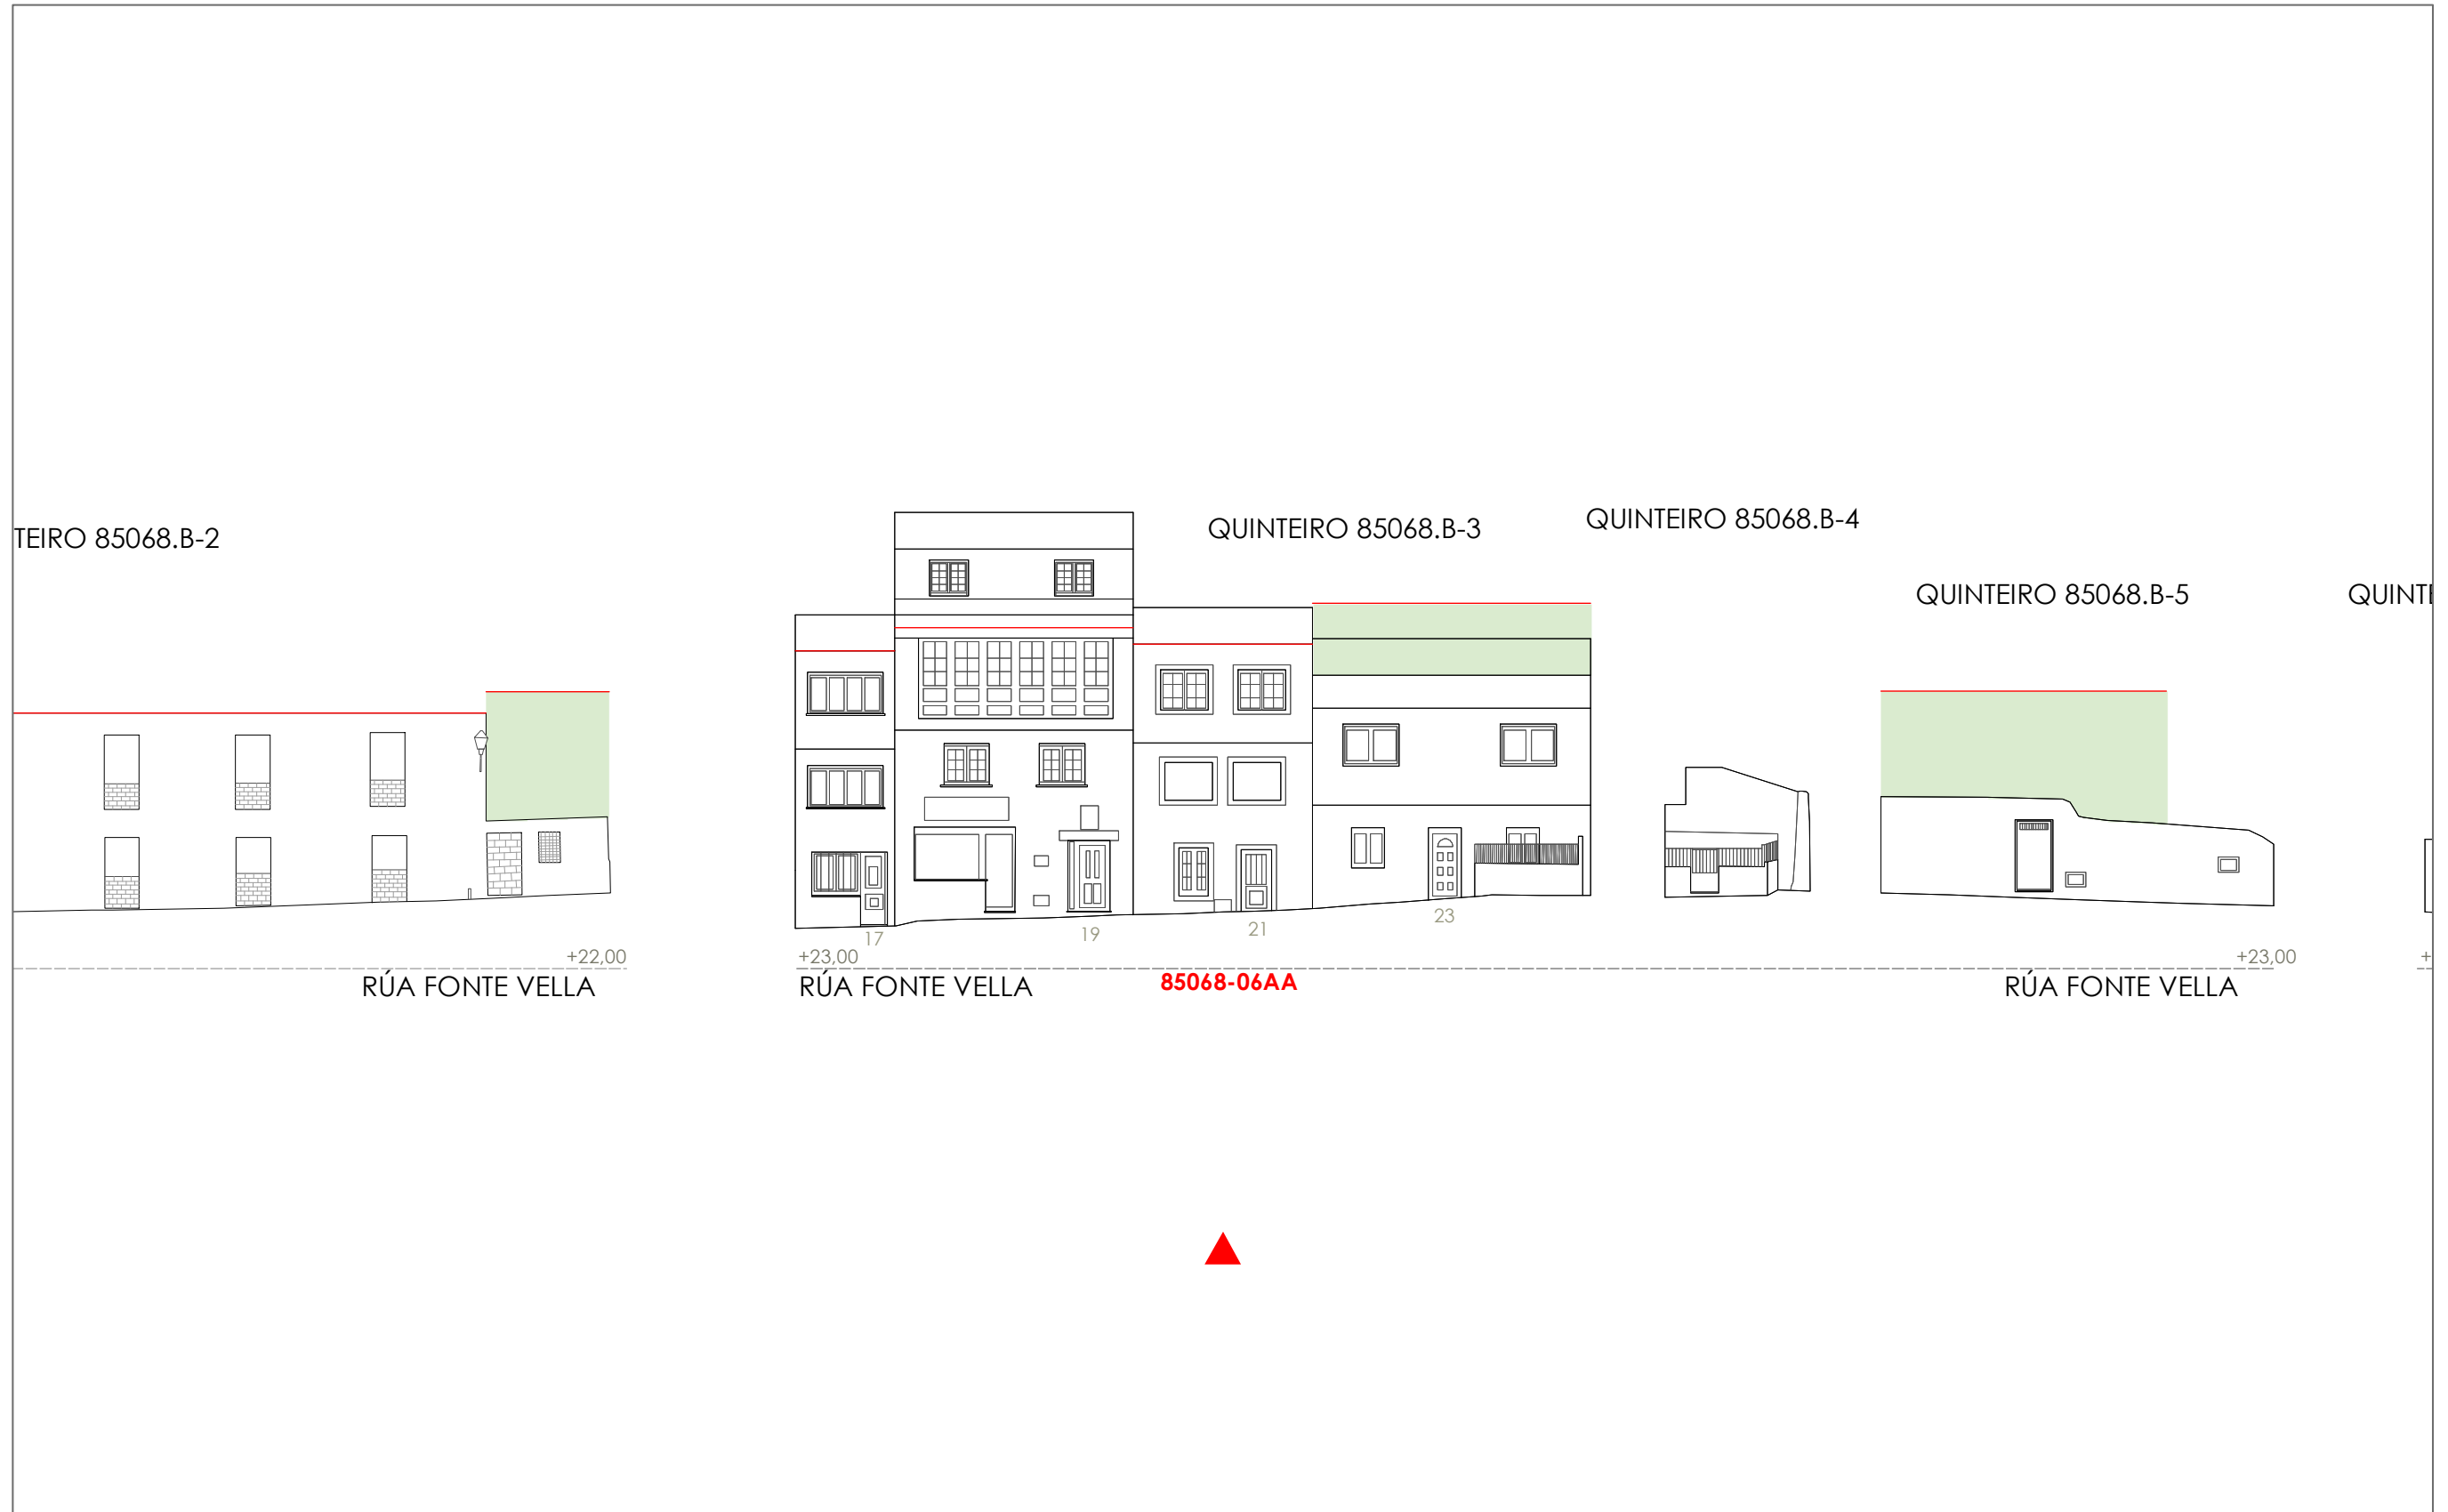 QUINTEIRO 85068.B-4
QUINTEIRO 85068.B-3
TEIRO 85068.B-2
QUINTEIRO 85068.B-5
QUINTE
17
19
21
23
+22,00
+23,00
+23,00
+
RÚA FONTE VELLA
RÚA FONTE VELLA
85068-06AA
RÚA FONTE VELLA